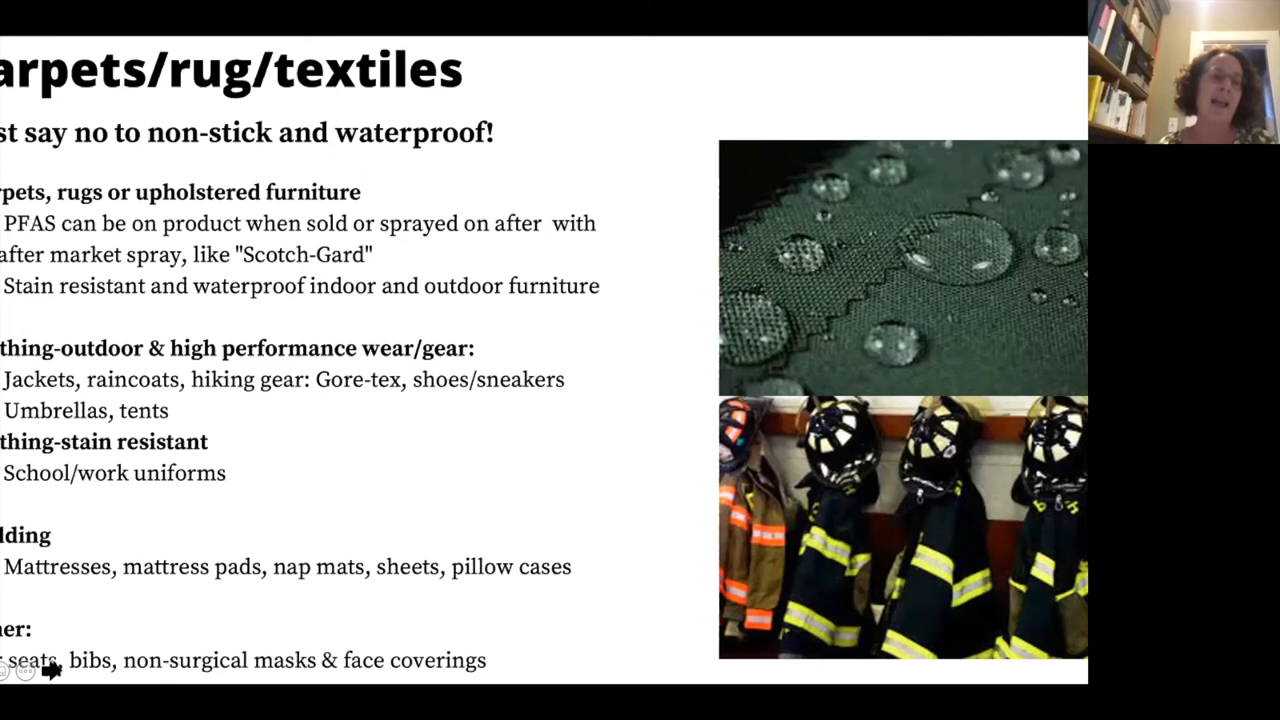 arpets/rug/textiles
st say no to non-stick and waterproof!
rpets, rugs or upholstered furniture
PFAS can be on product when sold or sprayed on after with
after market spray, like "Scotch-Gard"
Stain resistant and waterproof indoor and outdoor furniture
thing-outdoor & high performance wear/gear:
Jackets, raincoats, hiking gear: Gore-tex, shoes/sneakers
Umbrellas, tents
thing-stain resistant
School/work uniforms
lding
Mattresses, mattress pads, nap mats, sheets, pillow cases
ner:
seats, bibs, non-surgical masks & face coverings